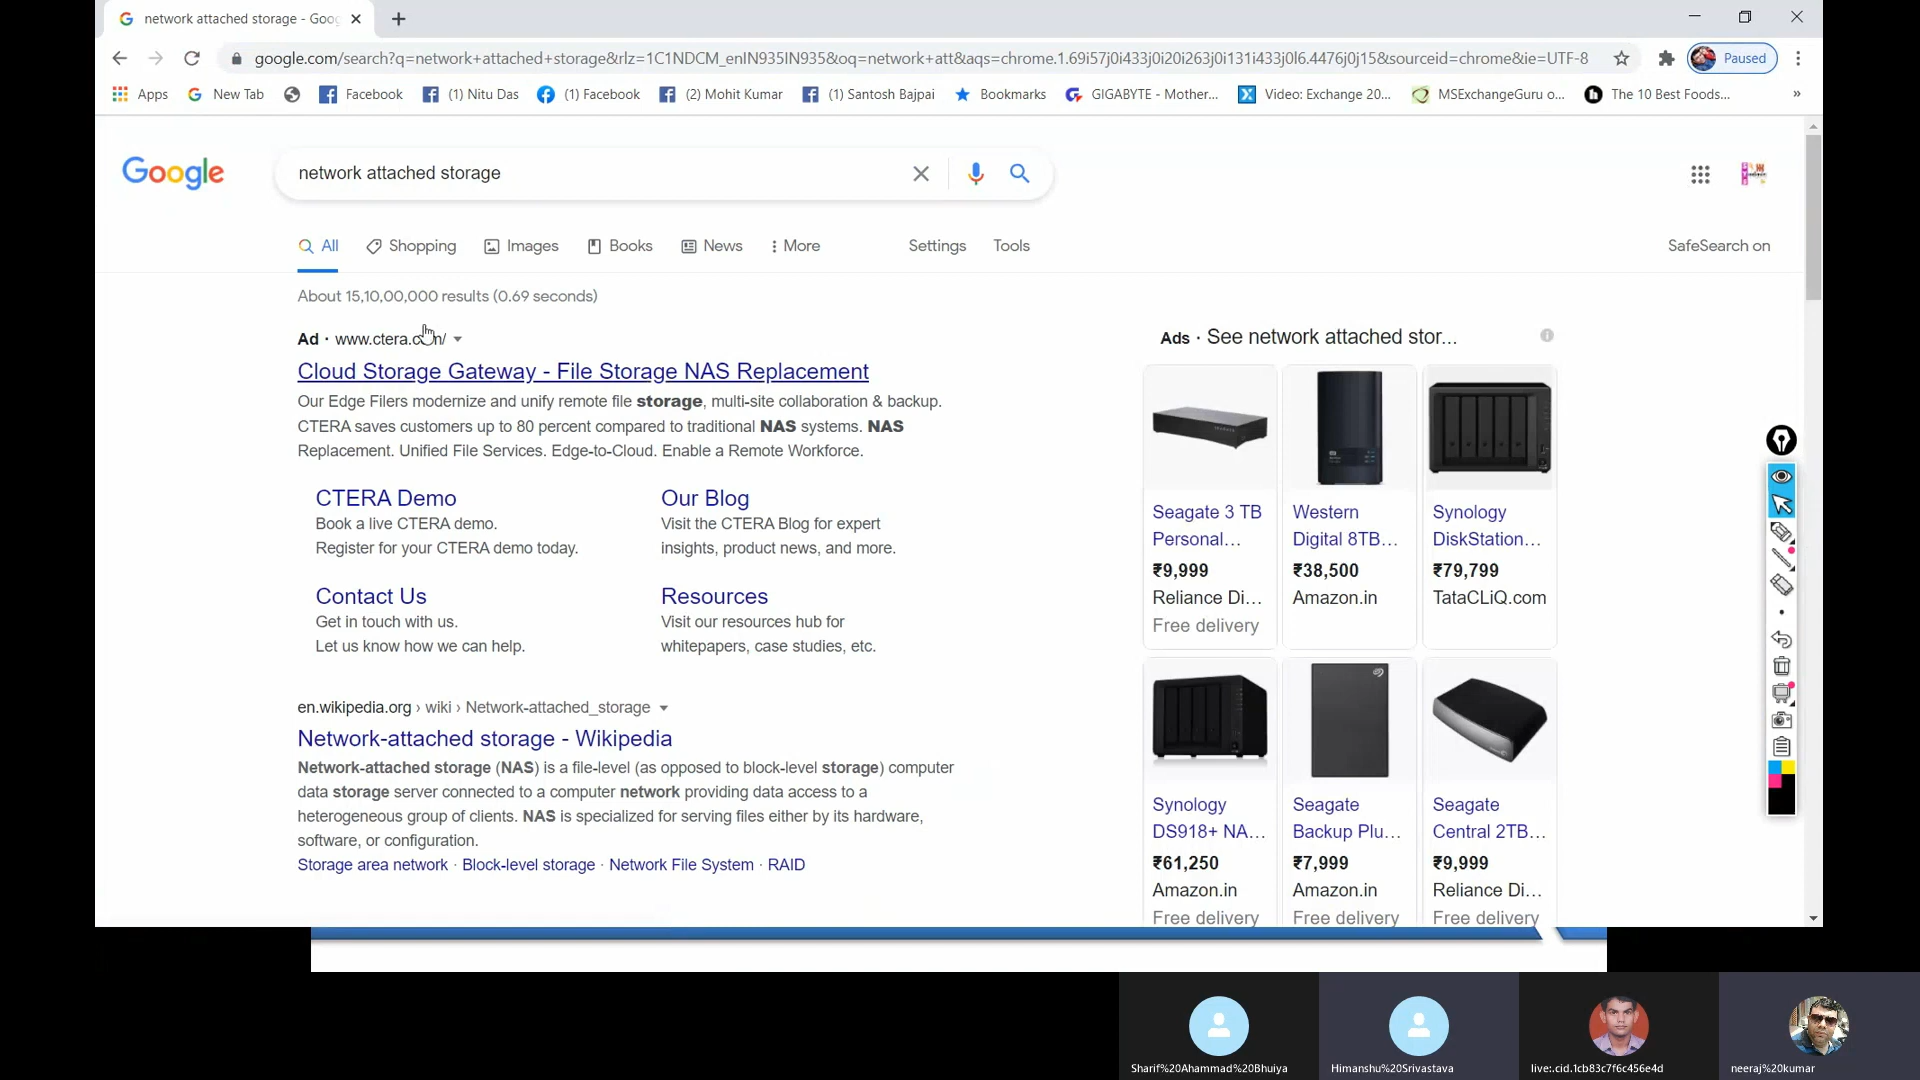 network attached storage - Goog
google.com/search?q=network+attached+storage&rlz=1C1NDCM_enIN935IN935&oq=network+att&aqs=chrome.1.69i57j0i433j0i20i263j0i131i433j0l6.4476j0j15&sourceid=chrome&ie=UTF-8
Paused
Apps
New Tab
Facebook
(1) Nitu Das
(1) Facebook
(2) Mohit Kumar
(1) Santosh Bajpai
Bookmarks
GIGABYTE - Mother...
Video: Exchange 20...
MSExchangeGuru o...
The 10 Best Foods...
»
Google
network attached storage
All
Shopping
Images
Books
News
More
Settings
Tools
SafeSearch on
About 15,10,00,000 results (0.69 seconds)
Ad · www.ctera.com/
Cloud Storage Gateway - File Storage NAS Replacement
Our Edge Filers modernize and unify remote file storage, multi-site collaboration & backup.
CTERA saves customers up to 80 percent compared to traditional NAS systems. NAS
Replacement. Unified File Services. Edge-to-Cloud. Enable a Remote Workforce.
CTERA Demo
Book a live CTERA demo.
Register for your CTERA demo today.
Our Blog
Visit the CTERA Blog for expert
insights, product news, and more.
Contact Us
Get in touch with us.
Let us know how we can help.
Resources
Visit our resources hub for
whitepapers, case studies, etc.
en.wikipedia.org › wiki › Network-attached_storage
Network-attached storage - Wikipedia
Network-attached storage (NAS) is a file-level (as opposed to block-level storage) computer
data storage server connected to a computer network providing data access to a
heterogeneous group of clients. NAS is specialized for serving files either by its hardware,
software, or configuration.
Storage area network · Block-level storage · Network File System · RAID
Ads · See network attached stor...
Seagate 3 TB
Personal...
₹9,999
Reliance Di...
Free delivery
Western
Digital 8TB...
₹38,500
Amazon.in
Synology
DiskStation...
₹79,799
TataCLiQ.com
Synology
DS918+ NA...
₹61,250
Amazon.in
Free delivery
Seagate
Backup Plu...
₹7,999
Amazon.in
Free delivery
Seagate
Central 2TB...
₹9,999
Reliance Di...
Free delivery
Sharif%20Ahammad%20Bhuiya
Himanshu%20Srivastava
live:.cid.1cb83c7f6c456e4d
neeraj%20kumar